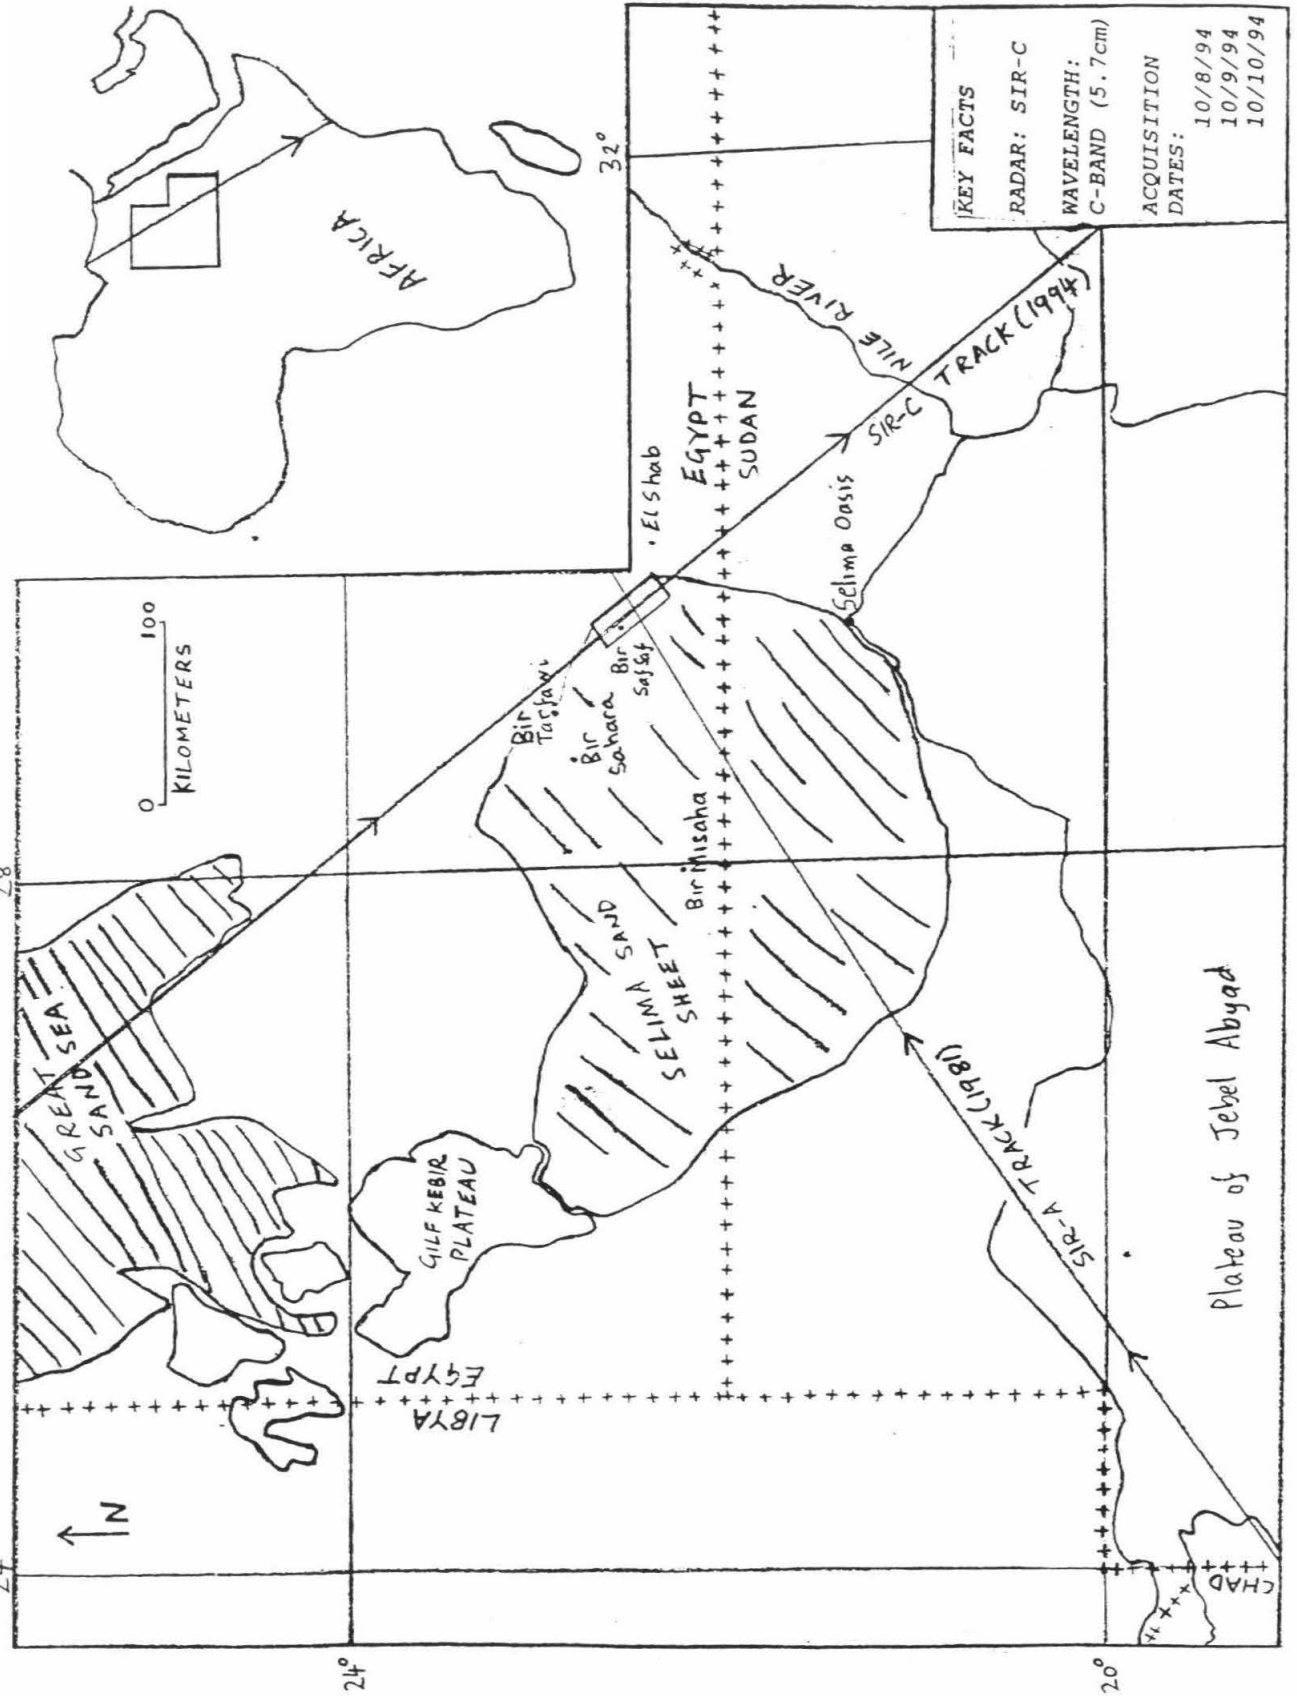 AFRICA
KEY FACTS
RADAR: SIR-C
WAVELENGTH:
C-BAND (5.7cm)
ACQUISITION
DATES:
10/8/94
10/9/94
10/10/94
24
28
32°
24°
20°
N
0
100
KILOMETERS
GREAT SEA
SAND
GILF KEBIR
PLATEAU
LIBYA
EGYPT
SELIMA SAND
SHEET
Bir
Tarfawi
Bir
Sahara
Bir
Safsaf
Bir Misaha
El Shab
EGYPT
SUDAN
NILE RIVER
Selima Oasis
SIR-C TRACK (1994)
SIR-A TRACK (1981)
Plateau of Jebel Abyad
CHAD